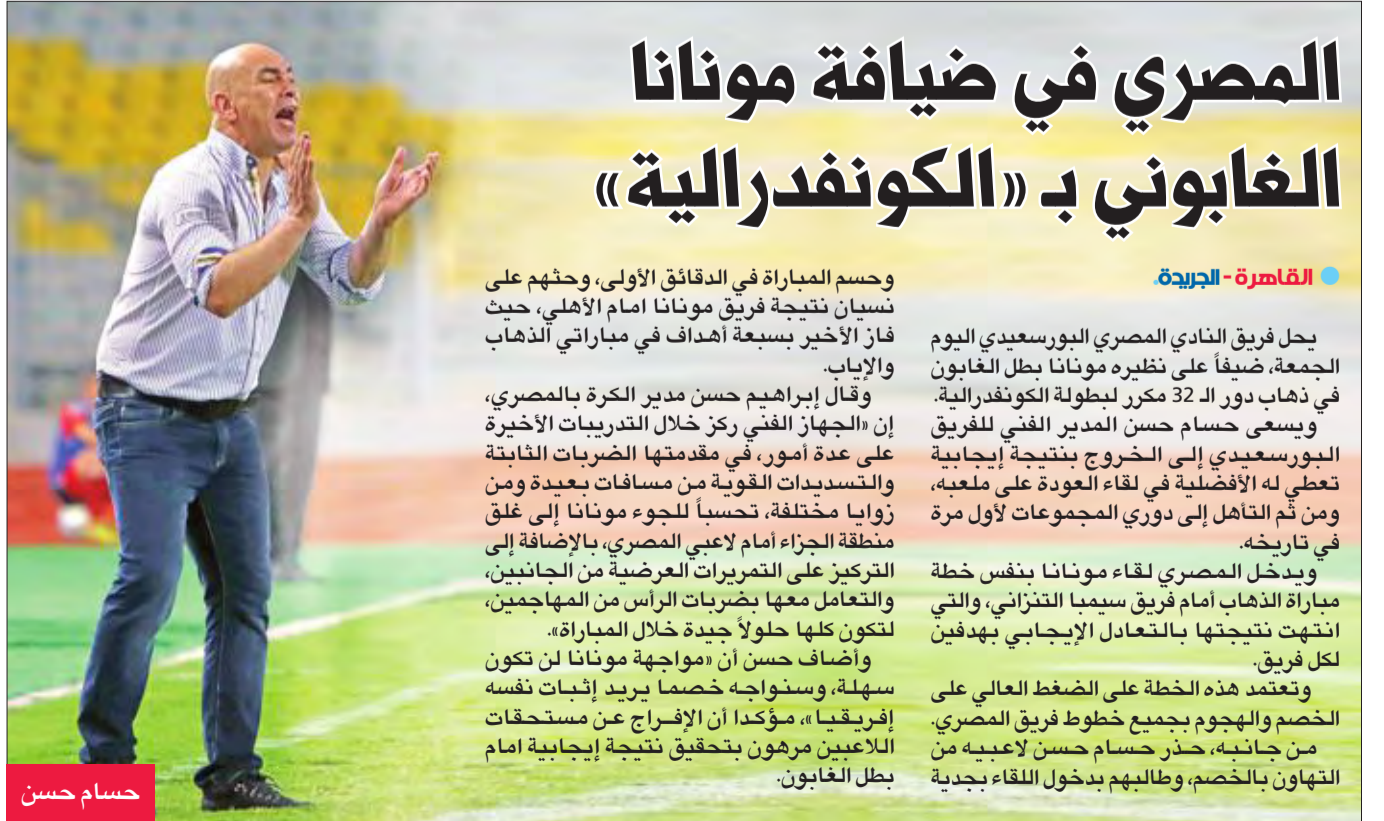 المصري في ضيافة مونانا
الغابوني بـ «الكونفدرالية»
القاهرة - الجريدة.
يحل فريق النادي المصري البورسعيدي اليوم
الجمعة، ضيفاً على نظيره مونانا بطل الغابون
في ذهاب دور الـ 32 مكرر لبطولة الكونفدرالية.
ويسعى حسام حسن المدير الفني للفريق
البورسعيدي إلى الخروج بنتيجة إيجابية
تعطي له الأفضلية في لقاء العودة على ملعبه،
ومن ثم التأهل إلى دوري المجموعات لأول مرة
في تاريخه.
ويدخل المصري لقاء مونانا بنفس خطة
مباراة الذهاب أمام فريق سيمبا التنزاني، والتي
انتهت نتيجتها بالتعادل الإيجابي بهدفين
لكل فريق.
وتعتمد هذه الخطة على الضغط العالي على
الخصم والهجوم بجميع خطوط فريق المصري.
من جانبه، حذر حسام حسن لاعبيه من
التهاون بالخصم، وطالبهم بدخول اللقاء بجدية
وحسم المباراة في الدقائق الأولى، وحثهم على
نسيان نتيجة فريق مونانا امام الأهلي، حيث
فاز الأخير بسبعة أهداف في مباراتي الذهاب
والإياب.
وقال إبراهيم حسن مدير الكرة بالمصري،
إن «الجهاز الفني ركز خلال التدريبات الأخيرة
على عدة أمور، في مقدمتها الضربات الثابتة
والتسديدات القوية من مسافات بعيدة ومن
زوايا مختلفة، تحسباً للجوء مونانا إلى غلق
منطقة الجزاء أمام لاعبي المصري، بالإضافة إلى
التركيز على التمريرات العرضية من الجانبين،
والتعامل معها بضربات الرأس من المهاجمين،
لتكون كلها حلولاً جيدة خلال المباراة».
وأضاف حسن أن «مواجهة مونانا لن تكون
سهلة، وسنواجه خصما يريد إثبات نفسه
إفريقيا»، مؤكدا أن الإفراج عن مستحقات
اللاعبين مرهون بتحقيق نتيجة إيجابية امام
بطل الغابون.
حسام حسن